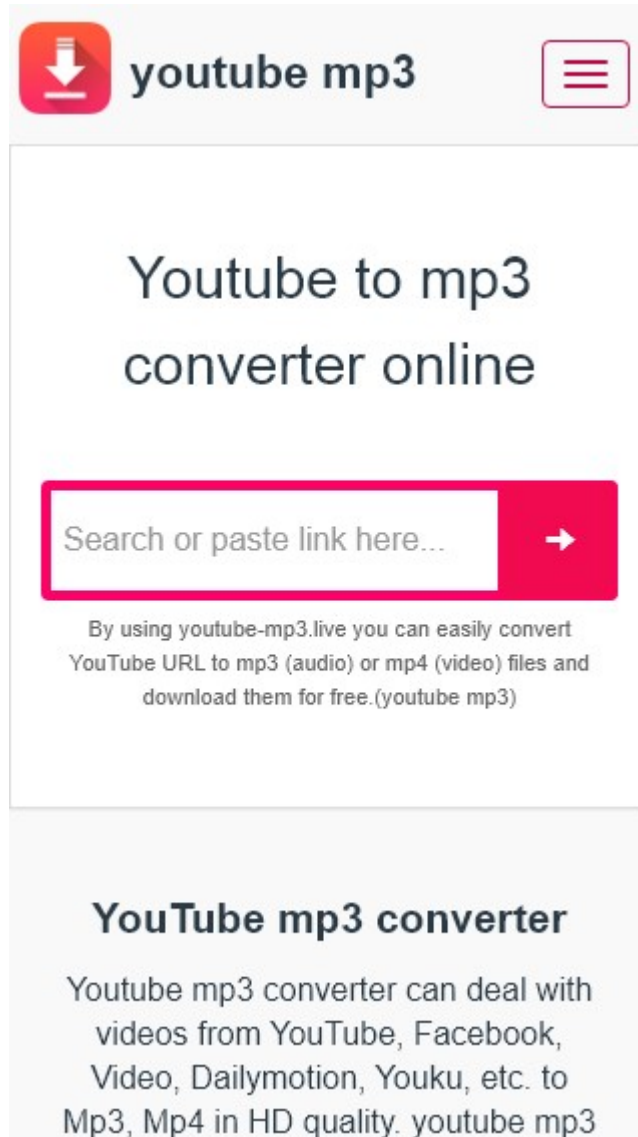 youtube mp3
Youtube to mp3
converter online
Search or paste link here...
By using youtube-mp3.live you can easily convert
YouTube URL to mp3 (audio) or mp4 (video) files and
download them for free.(youtube mp3)
YouTube mp3 converter
Youtube mp3 converter can deal with
videos from YouTube, Facebook,
Video, Dailymotion, Youku, etc. to
Mp3, Mp4 in HD quality. youtube mp3